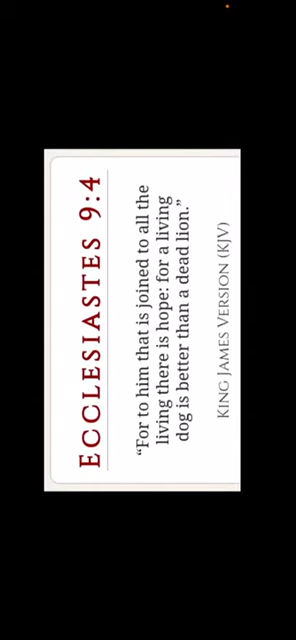 ECCLESIASTES 9:4
“For to him that is joined to all the
living there is hope: for a living
dog is better than a dead lion.”
KING JAMES VERSION (KJV)